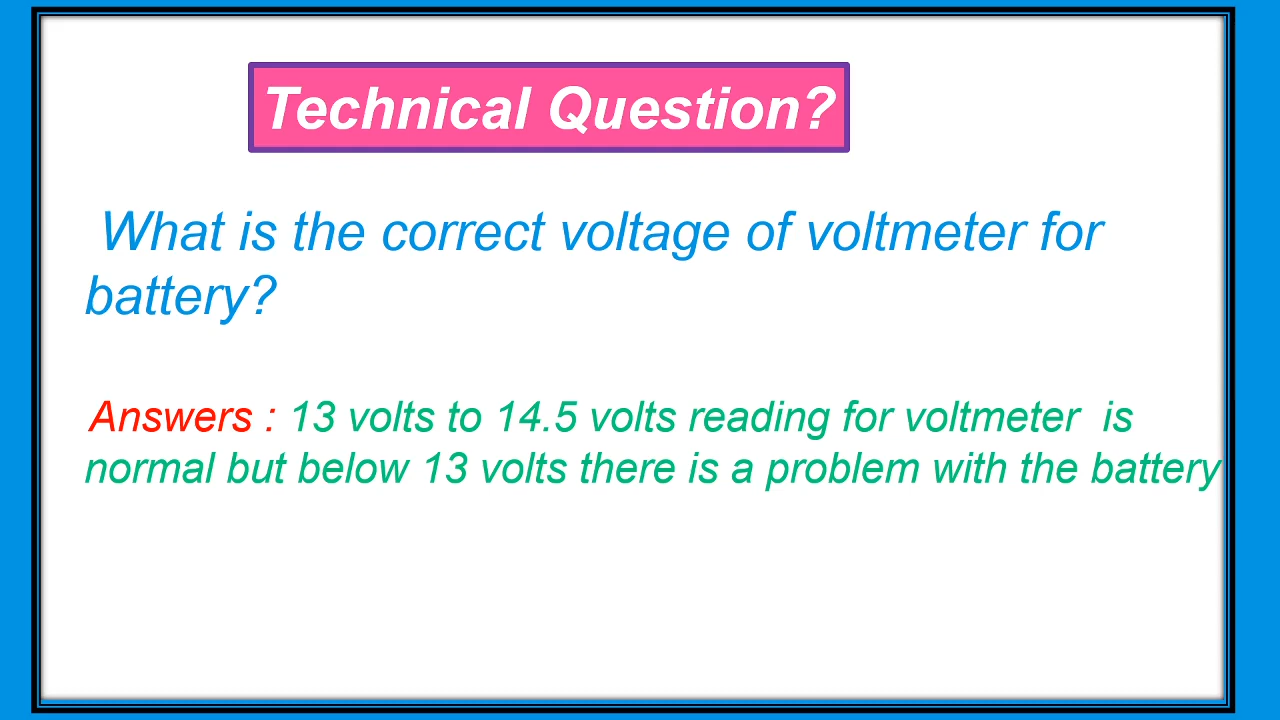 Technical Question?
What is the correct voltage of voltmeter for
battery?
Answers : 13 volts to 14.5 volts reading for voltmeter is
normal but below 13 volts there is a problem with the battery